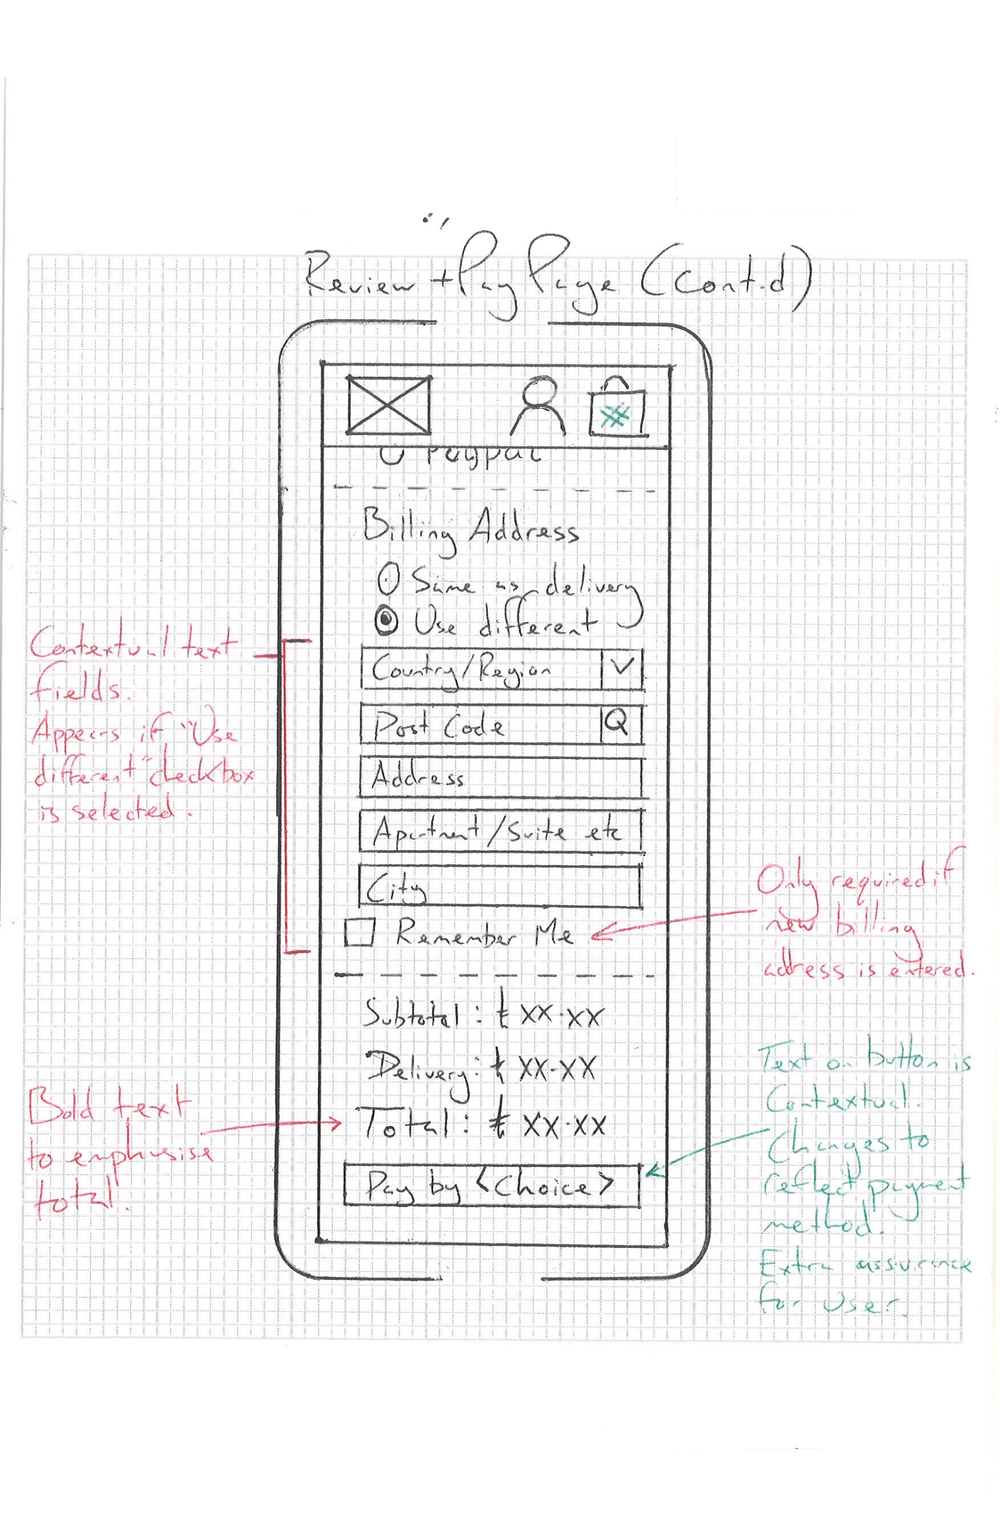 Review + Pay Page (Cont.d)
Paypal
Billing Address
Same as delivery
Use different
Country/Region
Post Code
Address
Apartment/Suite etc
City
Remember Me
Subtotal: £ XX.XX
Delivery: £ XX.XX
Total: £ XX.XX
Pay by <Choice>
Contextual text
fields.
Appears if "Use
different" checkbox
is selected.
Bold text
to emphasise
total.
Only required if
new billing
adress is entered.
Text on button is
Contextual.
Changes to
reflect payment
method.
Extra assurance
for user.